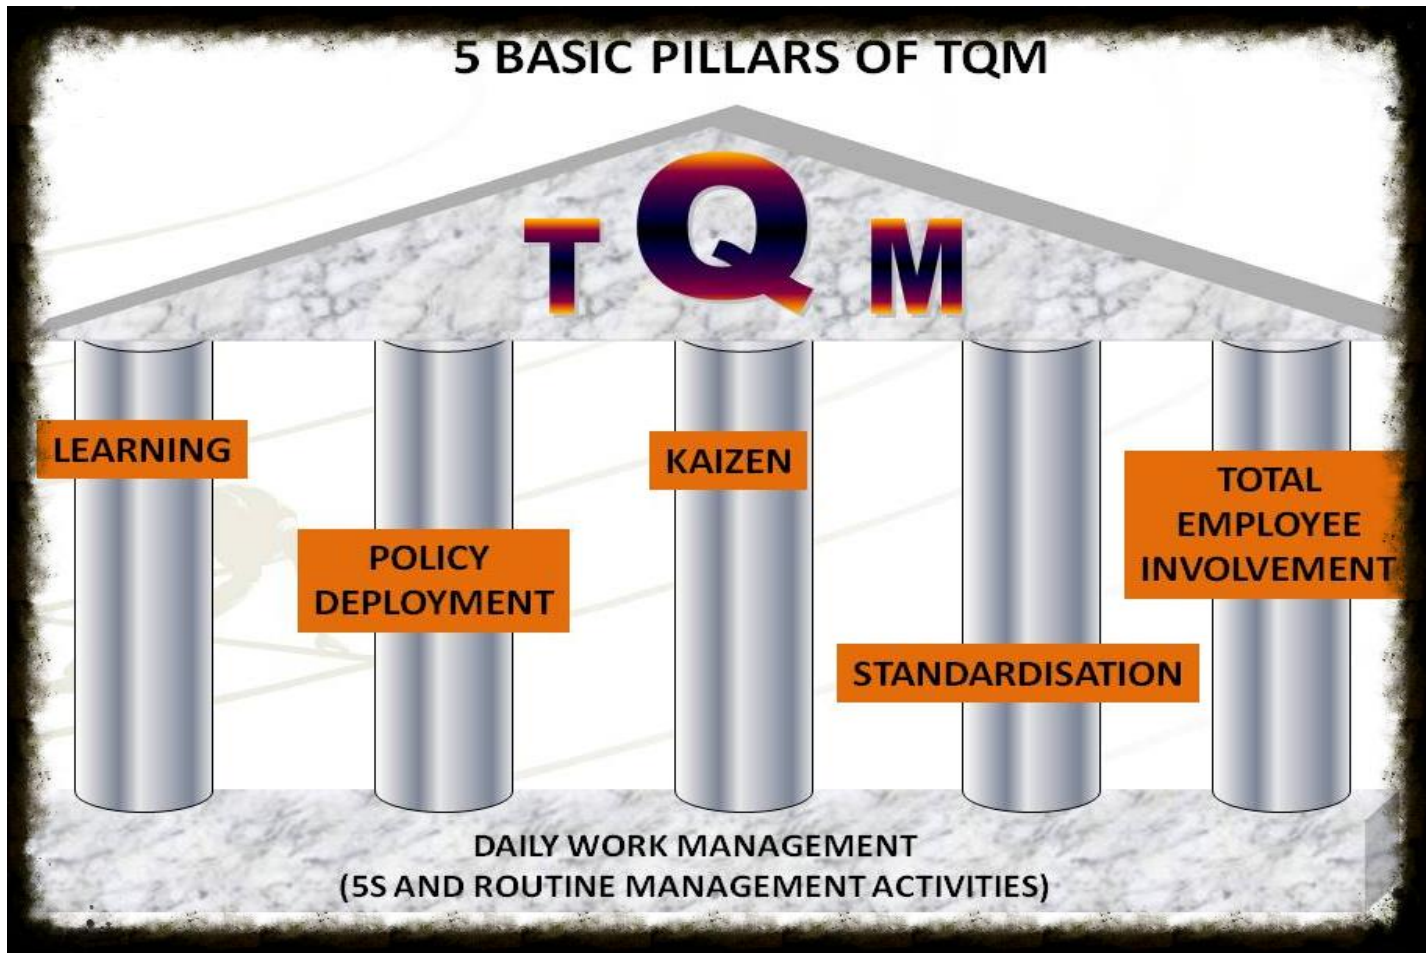 5 BASIC PILLARS OF TQM
T Q M
LEARNING
POLICY
DEPLOYMENT
KAIZEN
STANDARDISATION
TOTAL
EMPLOYEE
INVOLVEMENT
DAILY WORK MANAGEMENT
(5S AND ROUTINE MANAGEMENT ACTIVITIES)